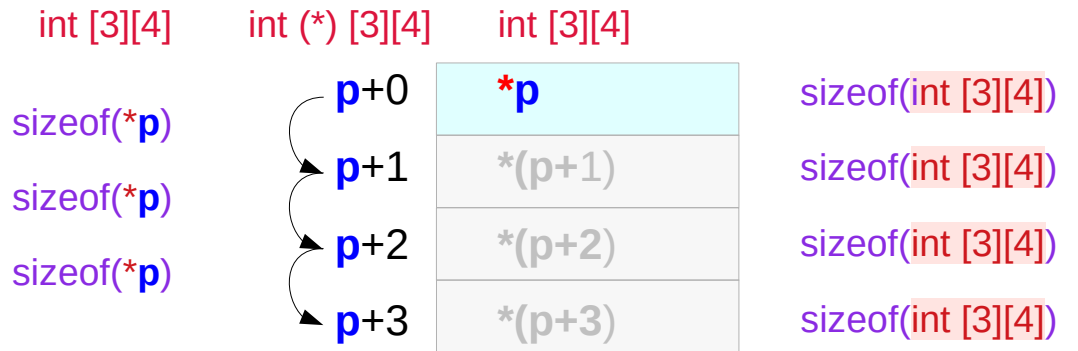 int [3][4] int (*) [3][4] int [3][4]
p+0 *p sizeof(int [3][4])
sizeof(*p)
p+1 *(p+1) sizeof(int [3][4])
sizeof(*p)
p+2 *(p+2) sizeof(int [3][4])
sizeof(*p)
p+3 *(p+3) sizeof(int [3][4])